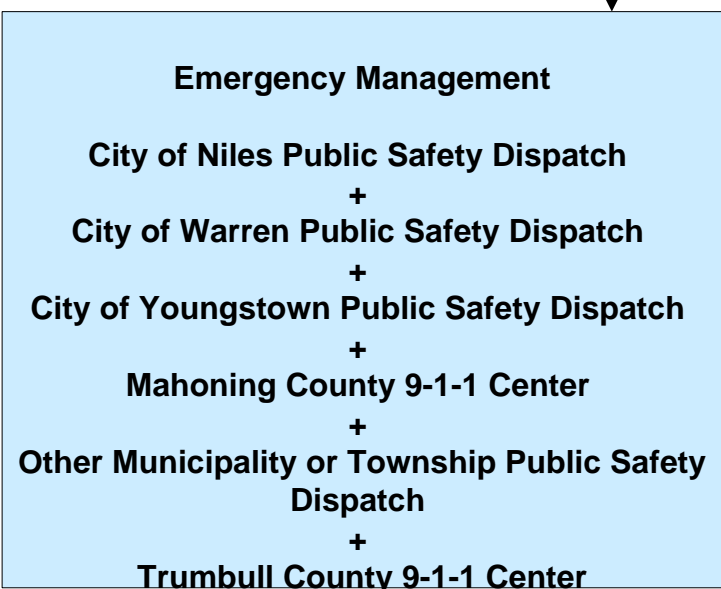 Emergency Management
City of Niles Public Safety Dispatch
+
City of Warren Public Safety Dispatch
+
City of Youngstown Public Safety Dispatch
+
Mahoning County 9-1-1 Center
+
Other Municipality or Township Public Safety
Dispatch
+
Trumbull County 9-1-1 Center